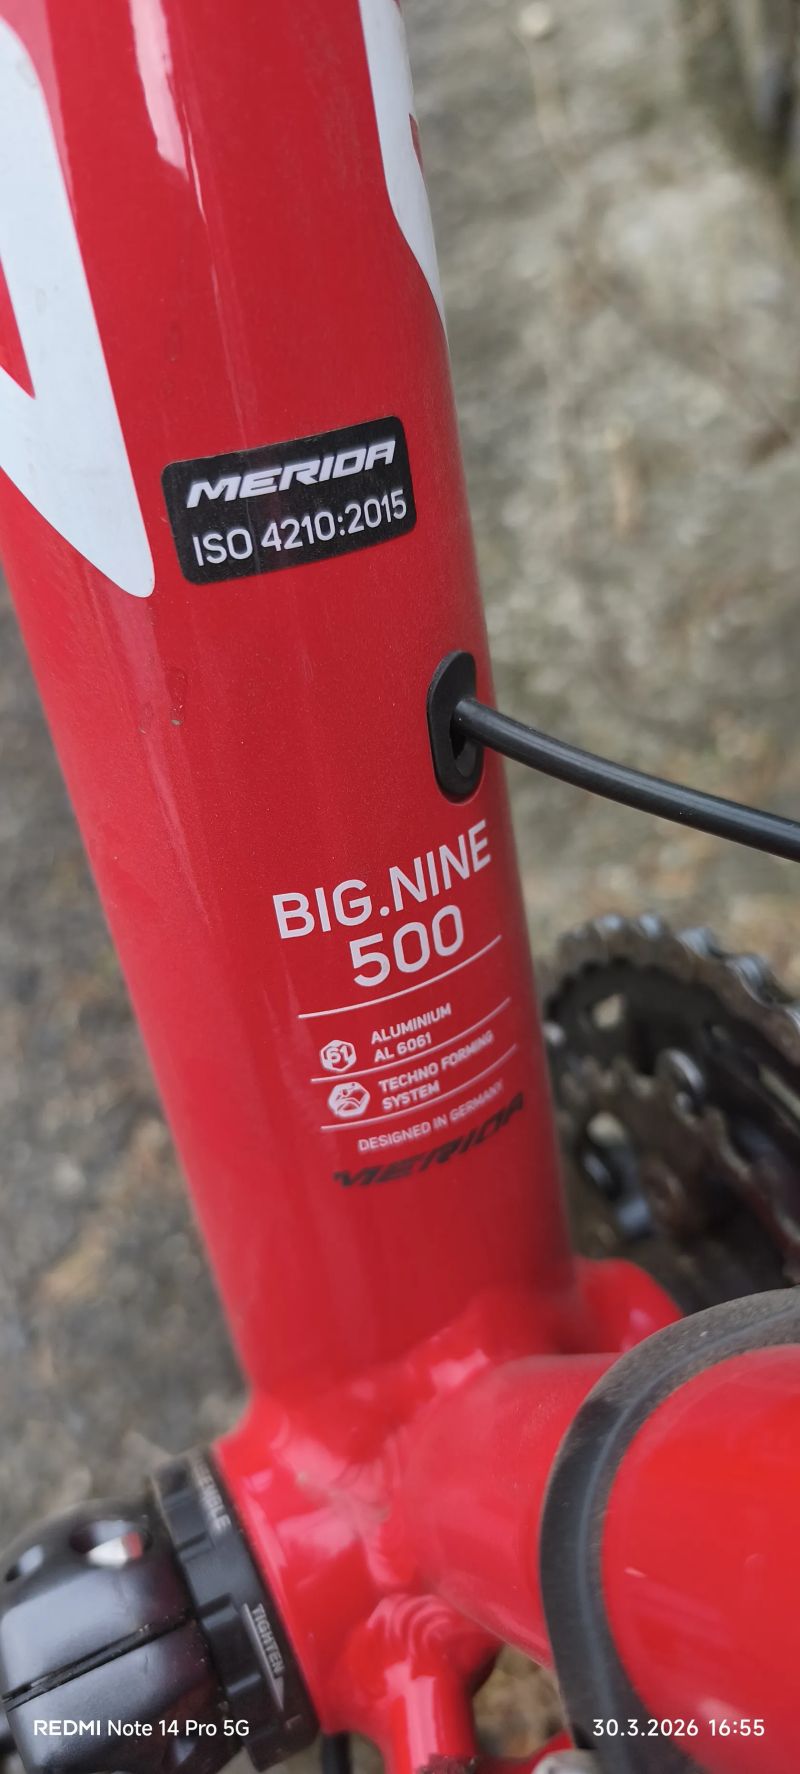 MERIDA
ISO 4210:2015
BIG.NINE
500
61
ALUMINIUM
AL 6061
TECHNO FORMING
SYSTEM
DESIGNED IN GERMANY
MERIDA
TIGHTEN
REDMI Note 14 Pro 5G
30.3.2026 16:55